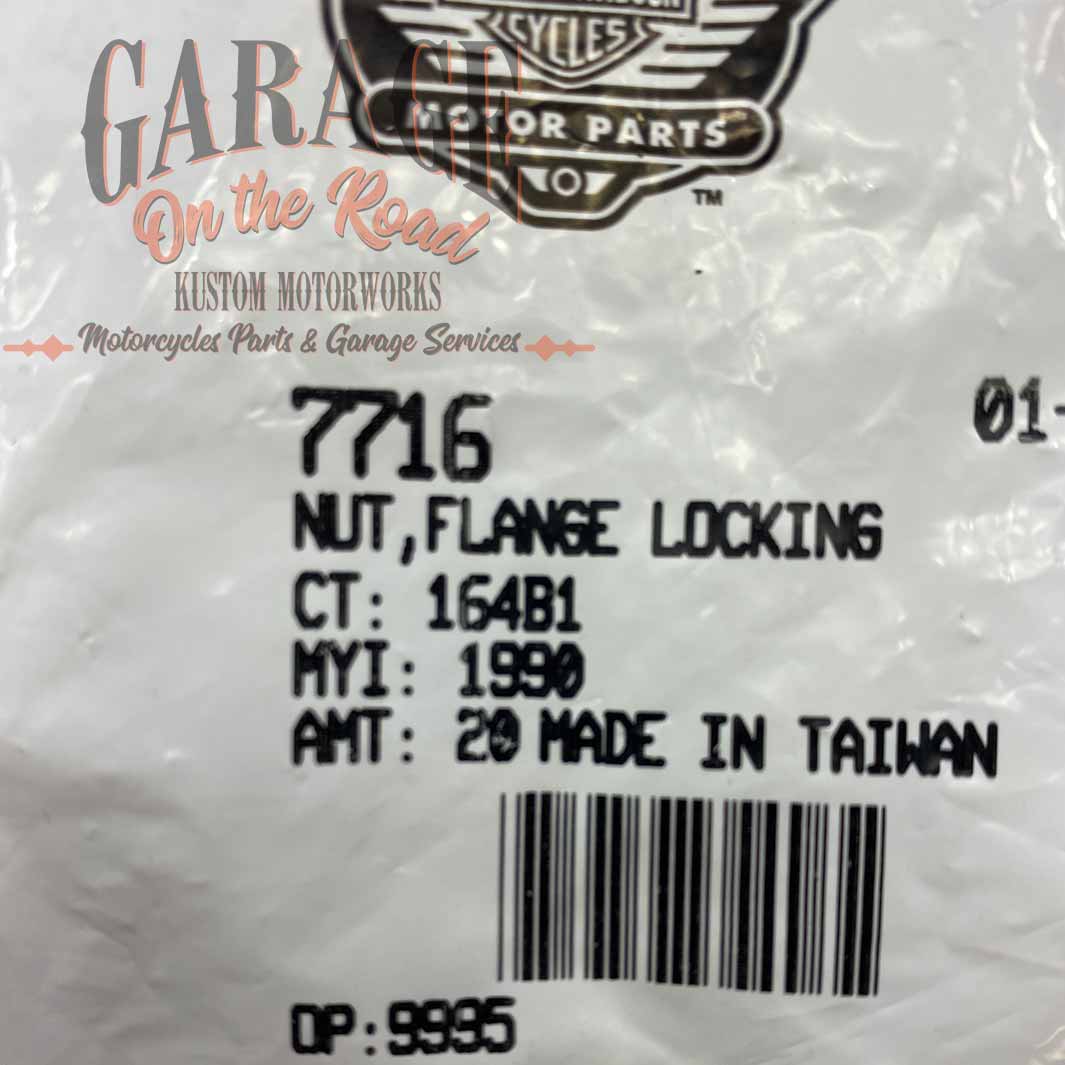 CYCLES
MOTOR PARTS
TM
GARAGE
On the Road
KUSTOM MOTORWORKS
Motorcycles Parts & Garage Services
7716
01-
NUT,FLANGE LOCKING
CT: 164B1
MYI: 1990
AMT: 20 MADE IN TAIWAN
OP:9995